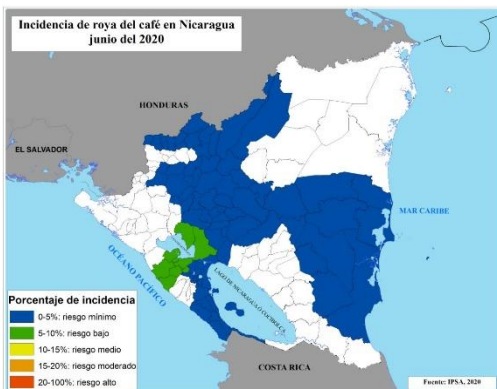 Incidencia de roya del café en Nicaragua
junio del 2020
HONDURAS
EL SALVADOR
MAR CARIBE
OCÉANO PACÍFICO
LAGO DE NICARAGUA O COCIBOLCA
COSTA RICA
Porcentaje de incidencia
0-5%: riesgo mínimo
5-10%: riesgo bajo
10-15%: riesgo medio
15-20%: riesgo moderado
20-100%: riesgo alto
Fuente: IPSA, 2020